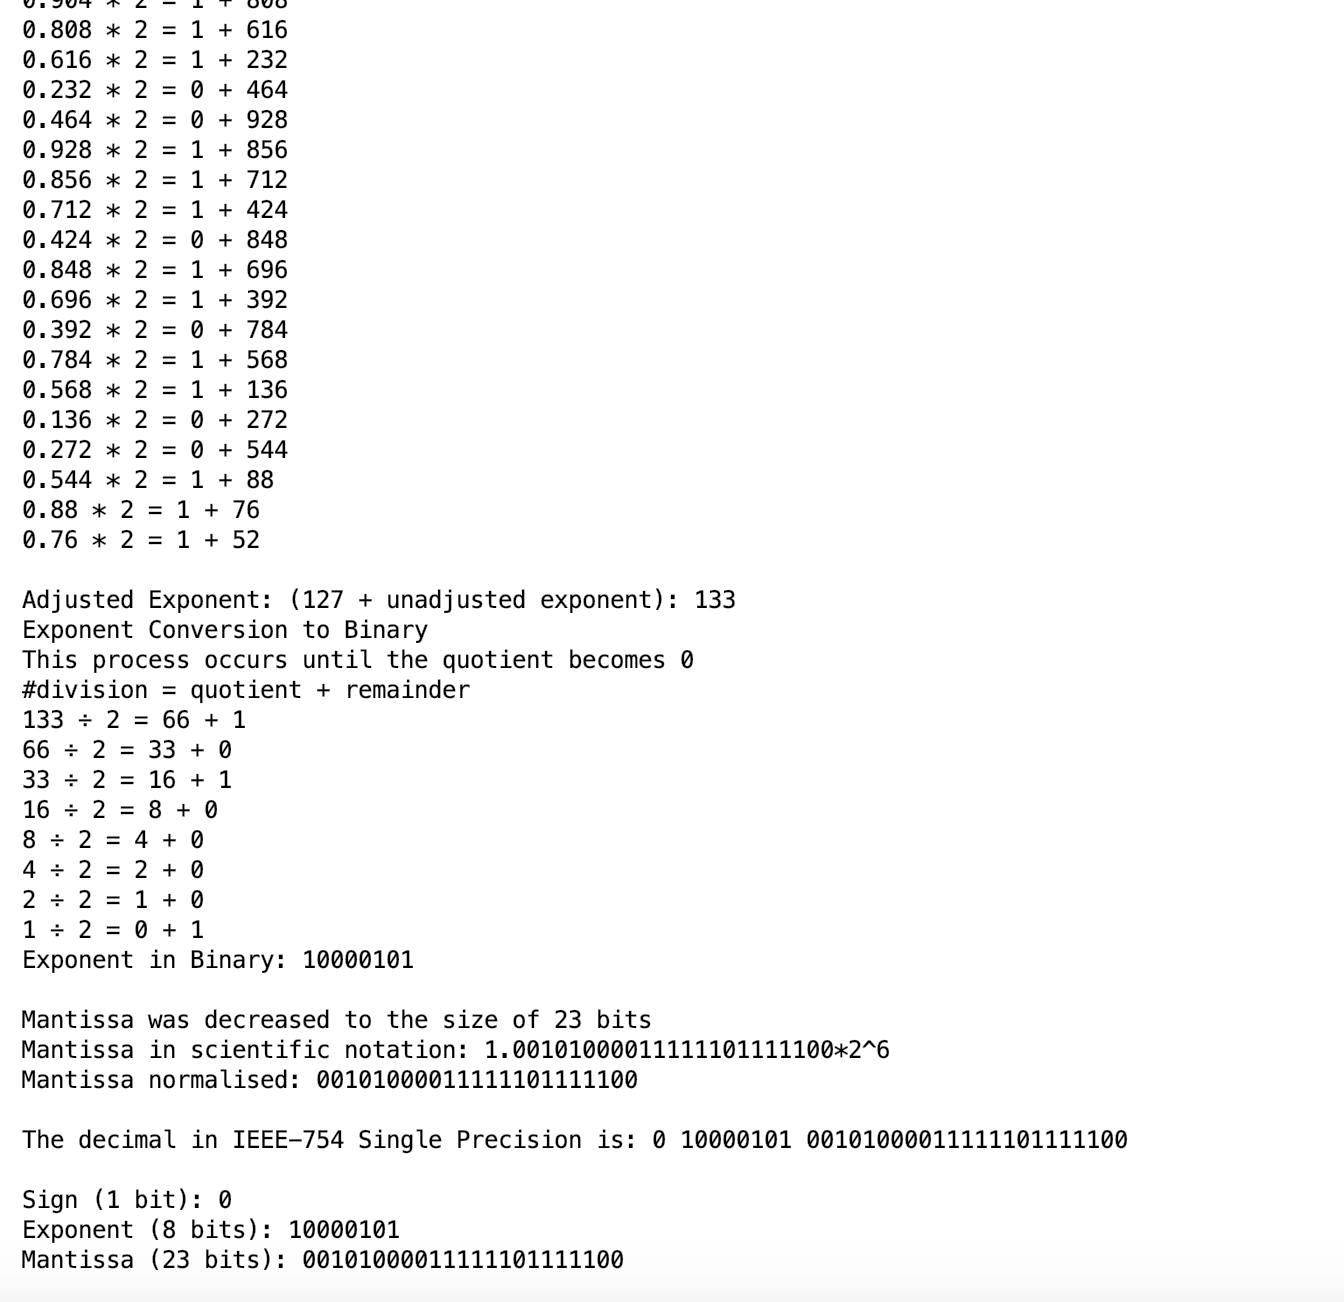 0.904 * 2 = 1 + 808
0.808 * 2 = 1 + 616
0.616 * 2 = 1 + 232
0.232 * 2 = 0 + 464
0.464 * 2 = 0 + 928
0.928 * 2 = 1 + 856
0.856 * 2 = 1 + 712
0.712 * 2 = 1 + 424
0.424 * 2 = 0 + 848
0.848 * 2 = 1 + 696
0.696 * 2 = 1 + 392
0.392 * 2 = 0 + 784
0.784 * 2 = 1 + 568
0.568 * 2 = 1 + 136
0.136 * 2 = 0 + 272
0.272 * 2 = 0 + 544
0.544 * 2 = 1 + 88
0.88 * 2 = 1 + 76
0.76 * 2 = 1 + 52
Adjusted Exponent: (127 + unadjusted exponent): 133
Exponent Conversion to Binary
This process occurs until the quotient becomes 0
#division = quotient + remainder
133 ÷ 2 = 66 + 1
66 ÷ 2 = 33 + 0
33 ÷ 2 = 16 + 1
16 ÷ 2 = 8 + 0
8 ÷ 2 = 4 + 0
4 ÷ 2 = 2 + 0
2 ÷ 2 = 1 + 0
1 ÷ 2 = 0 + 1
Exponent in Binary: 10000101
Mantissa was decreased to the size of 23 bits
Mantissa in scientific notation: 1.00101000011111101111100*2^6
Mantissa normalised: 00101000011111101111100
The decimal in IEEE-754 Single Precision is: 0 10000101 00101000011111101111100
Sign (1 bit): 0
Exponent (8 bits): 10000101
Mantissa (23 bits): 00101000011111101111100